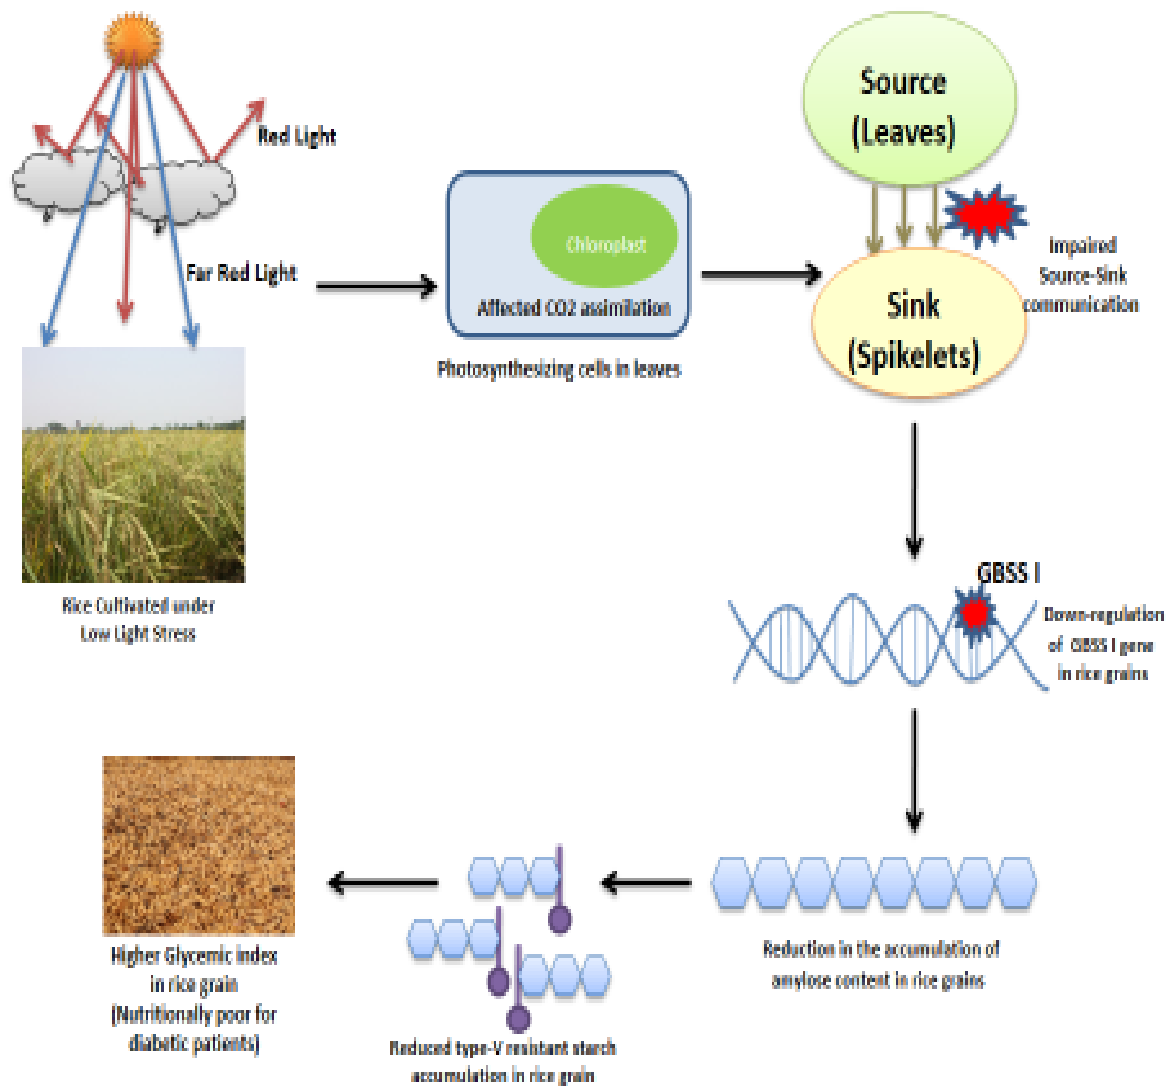 Red Light
Far Red Light
Rice Cultivated under
Low Light Stress
Chloroplast
Affected CO2 assimilation
Photosynthesizing cells in leaves
Source
(Leaves)
Impaired
Source-Sink
communication
Sink
(Spikelets)
GBSS I
Down-regulation
of GBSS I gene
in rice grains
Reduction in the accumulation of
amylose content in rice grains
Reduced type-V resistant starch
accumulation in rice grain
Higher Glycemic index
in rice grain
(Nutritionally poor for
diabetic patients)